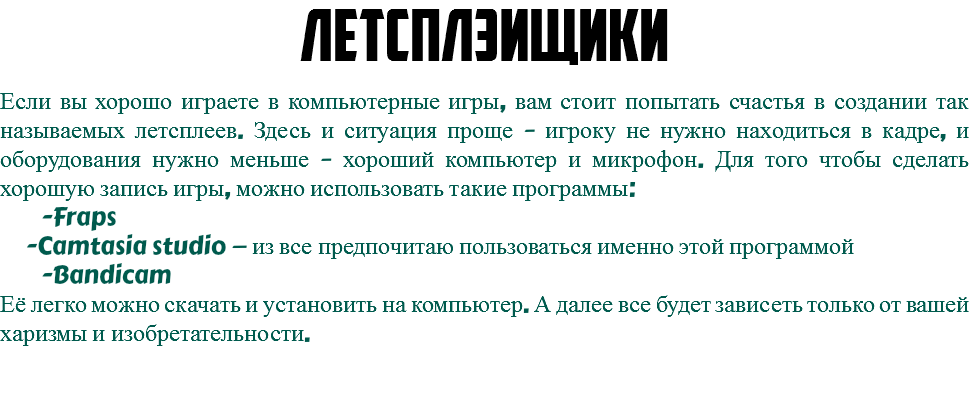 ЛЕТСПЛЭИЩИКИ
Если вы хорошо играете в компьютерные игры, вам стоит попытать счастья в создании так
называемых летсплеев. Здесь и ситуация проще - игроку не нужно находиться в кадре, и
оборудования нужно меньше - хороший компьютер и микрофон. Для того чтобы сделать
хорошую запись игры, можно использовать такие программы:
-Fraps
-Camtasia studio – из все предпочитаю пользоваться именно этой программой
-Bandicam
Её легко можно скачать и установить на компьютер. А далее все будет зависеть только от вашей
харизмы и изобретательности.